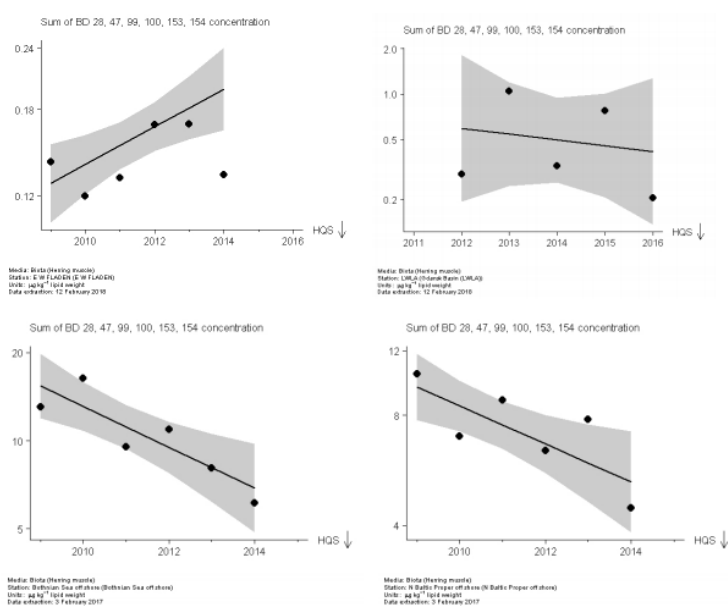 Sum of BD 28, 47, 99, 100, 153, 154 concentration
0.24
0.18
0.12
2010 2012 2014 2016
HQS ↓
Media: Biota (Herring muscle)
Station: E W FLADEN (E W FLADEN)
Units: µg kg⁻¹ lipid weight
Data extraction: 12 February 2018
Sum of BD 28, 47, 99, 100, 153, 154 concentration
2.0
1.0
0.5
0.2
2011 2012 2013 2014 2015 2016
HQS ↓
Media: Biota (Herring muscle)
Station: LWLA (Gdansk Basin (LWLA))
Units: µg kg⁻¹ lipid weight
Data extraction: 12 February 2018
Sum of BD 28, 47, 99, 100, 153, 154 concentration
20
10
5
2010 2012 2014
HQS ↓
Media: Biota (Herring muscle)
Station: Bothnian Sea offshore (Bothnian Sea offshore)
Units: µg kg⁻¹ lipid weight
Data extraction: 3 February 2017
Sum of BD 28, 47, 99, 100, 153, 154 concentration
12
8
4
2010 2012 2014
HQS ↓
Media: Biota (Herring muscle)
Station: N Baltic Proper offshore (N Baltic Proper offshore)
Units: µg kg⁻¹ lipid weight
Data extraction: 3 February 2017